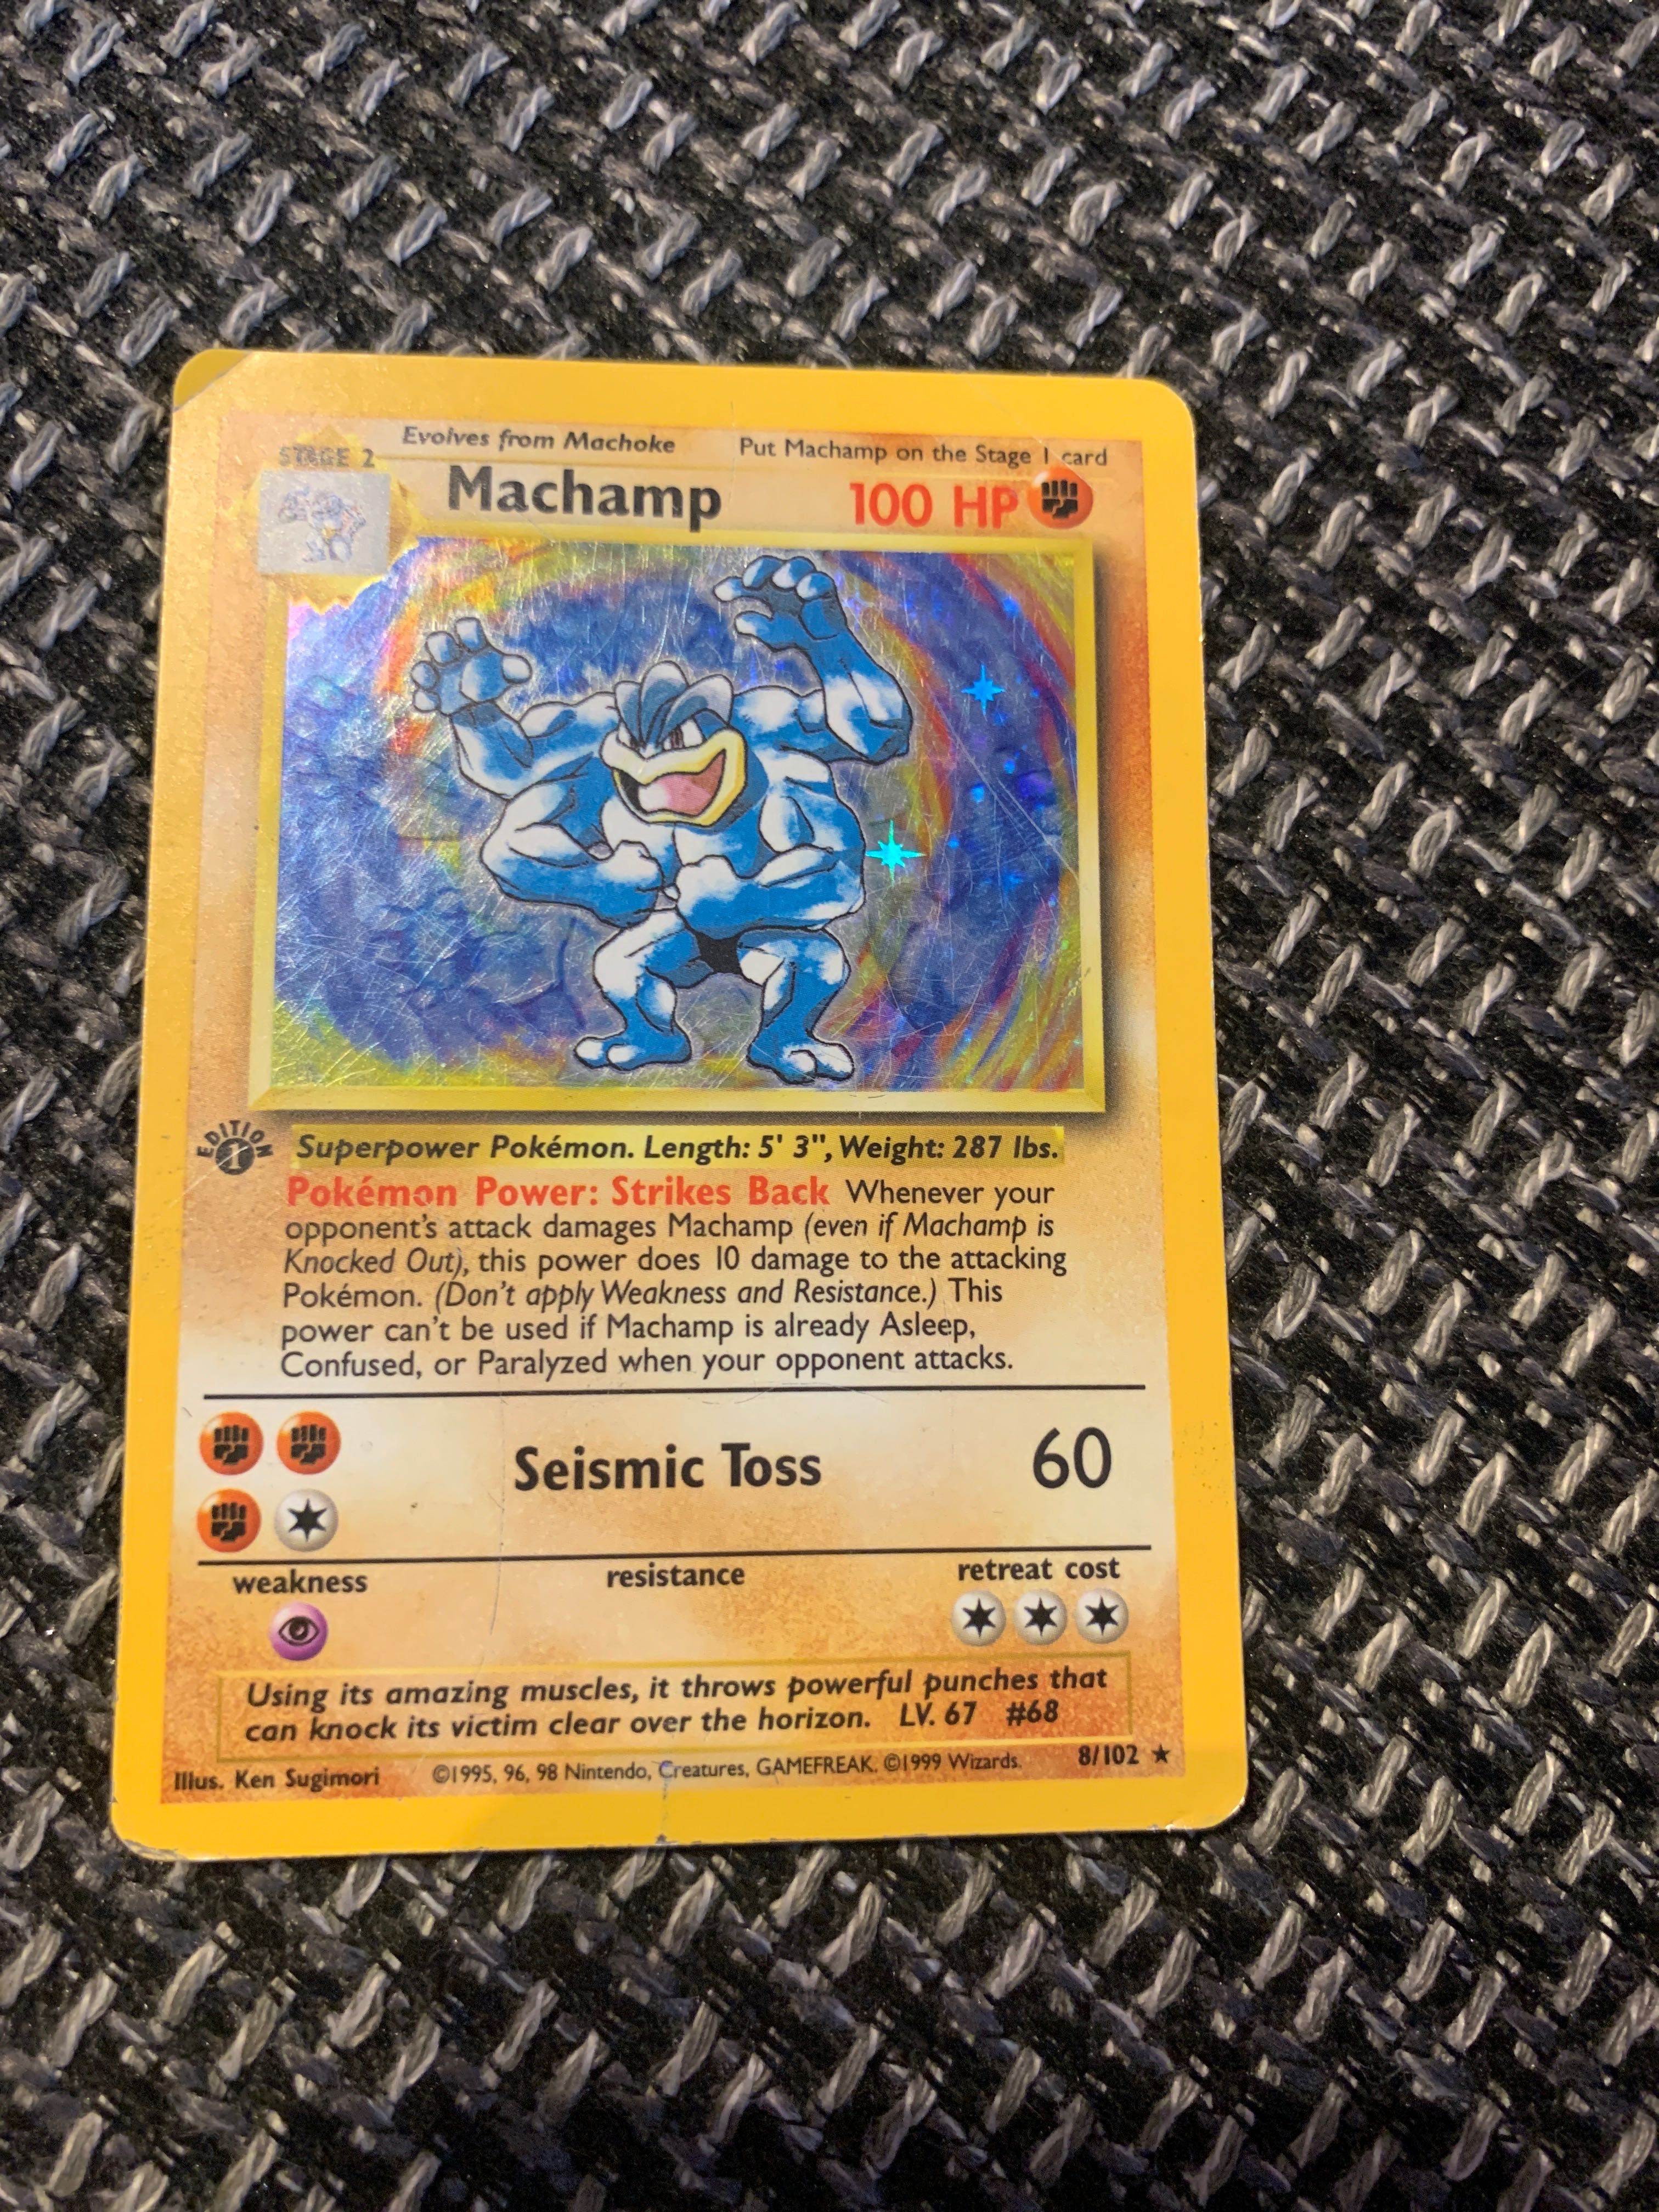 Evolves from Machoke Put Machamp on the Stage 1 card
STAGE 2
Machamp 100 HP
EDITION 1
Superpower Pokémon. Length: 5' 3", Weight: 287 lbs.
Pokémon Power: Strikes Back Whenever your
opponent's attack damages Machamp (even if Machamp is
Knocked Out), this power does 10 damage to the attacking
Pokémon. (Don't apply Weakness and Resistance.) This
power can't be used if Machamp is already Asleep,
Confused, or Paralyzed when your opponent attacks.
Seismic Toss 60
weakness resistance retreat cost
Using its amazing muscles, it throws powerful punches that
can knock its victim clear over the horizon. LV. 67 #68
Illus. Ken Sugimori ©1995, 96, 98 Nintendo, Creatures, GAMEFREAK. ©1999 Wizards. 8/102 ★